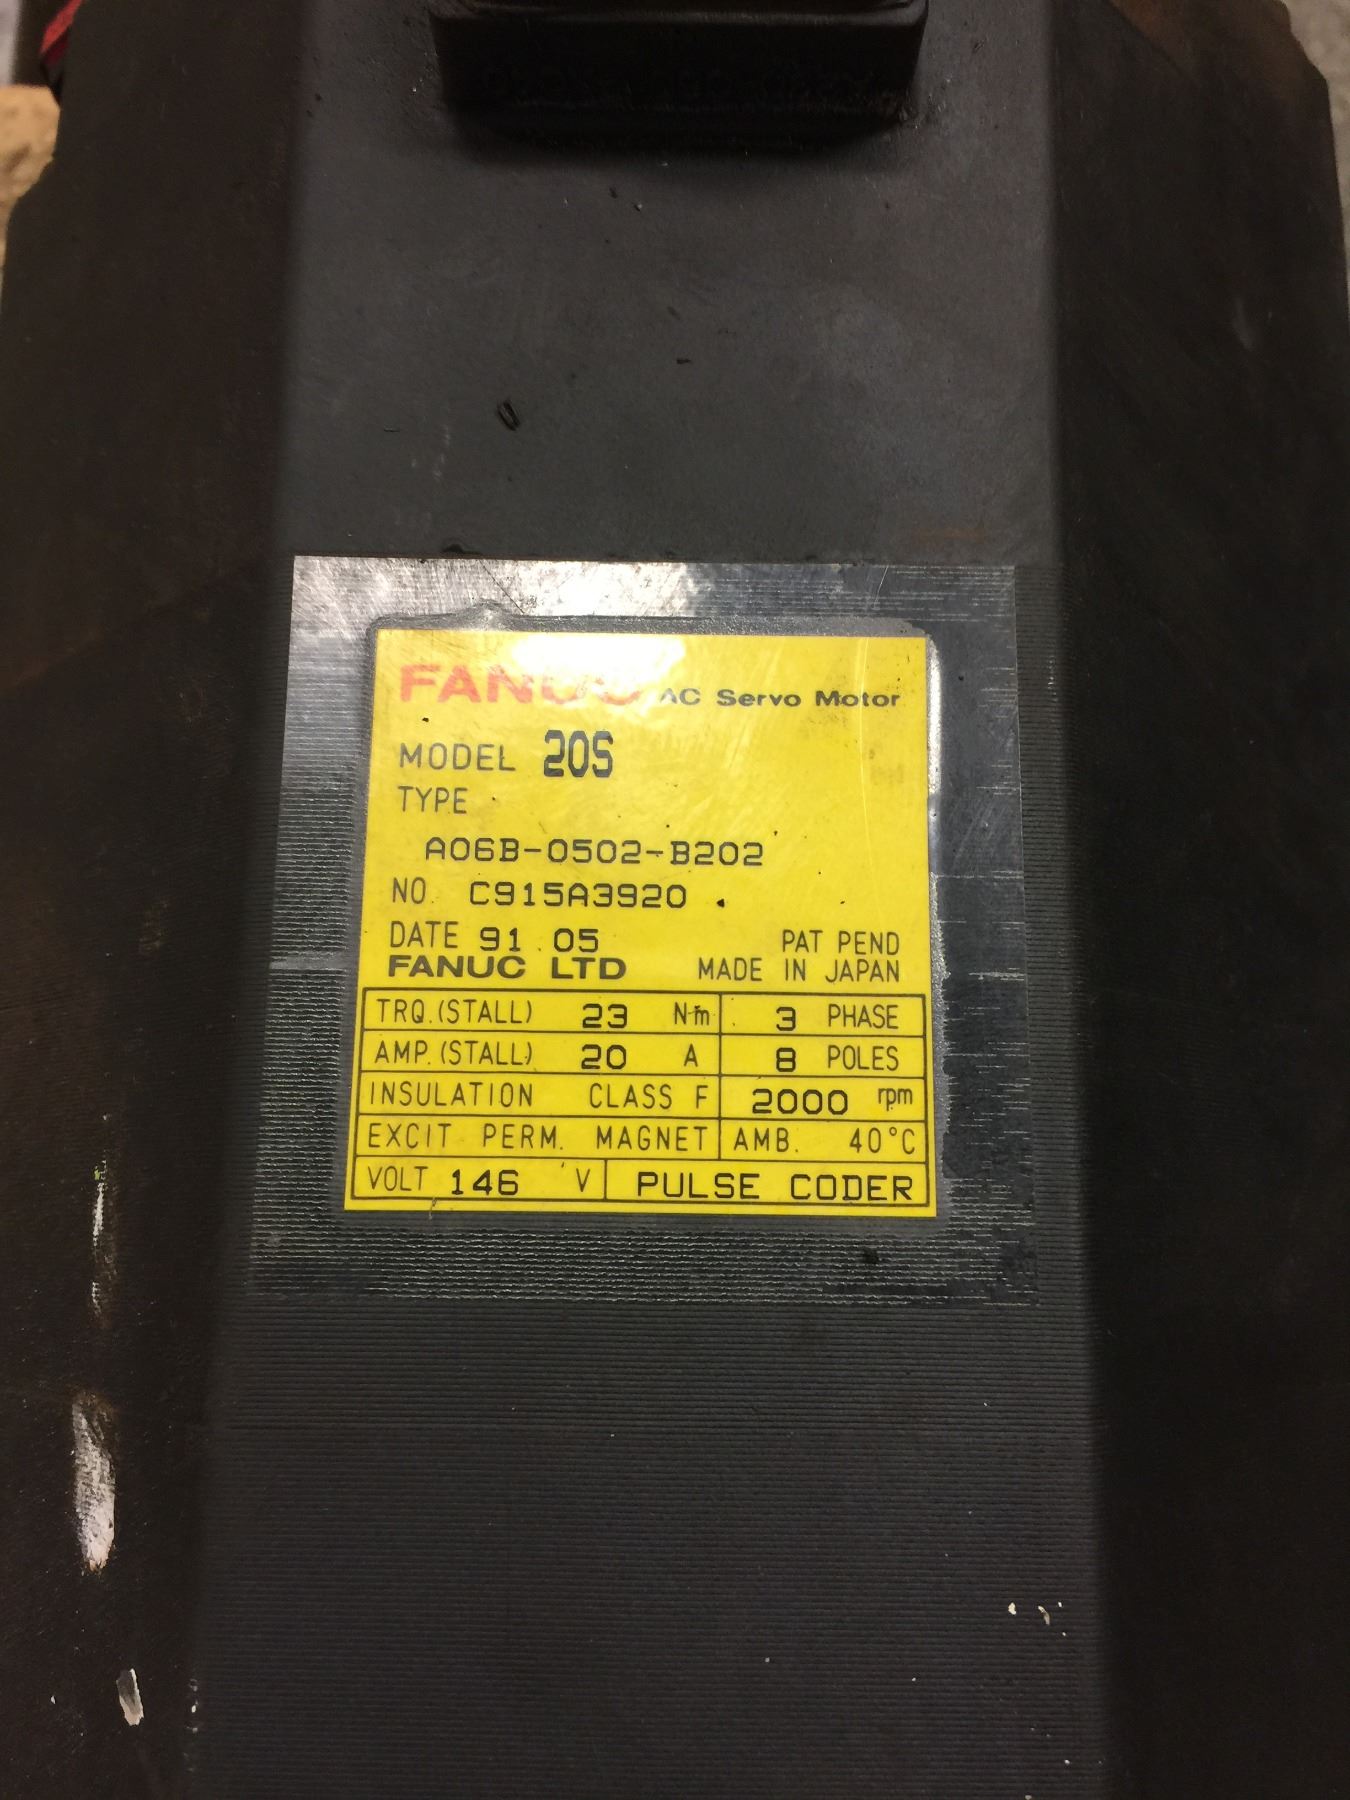 FANUC AC Servo Motor
MODEL 20S
TYPE
A06B-0502-B202
NO. C915A3920
DATE 91.05 PAT PEND
FANUC LTD MADE IN JAPAN
TRQ.(STALL) 23 N·m 3 PHASE
AMP.(STALL) 20 A 8 POLES
INSULATION CLASS F 2000 rpm
EXCIT PERM. MAGNET AMB. 40°C
VOLT 146 V PULSE CODER